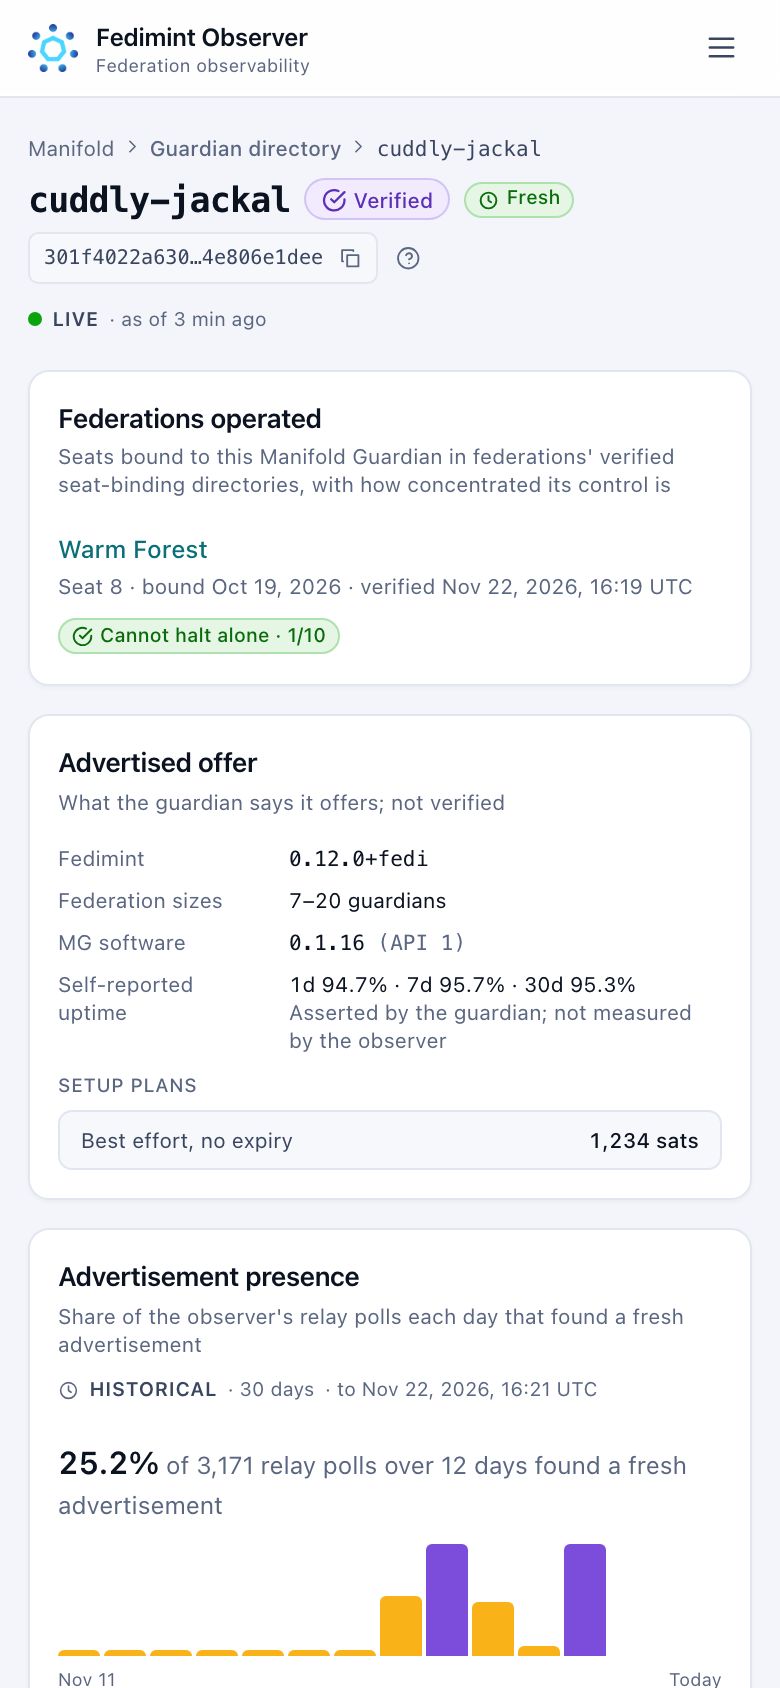 Fedimint Observer
Federation observability
Manifold > Guardian directory > cuddly-jackal
cuddly-jackal Verified Fresh
301f4022a630…4e806e1dee
LIVE · as of 3 min ago
Federations operated
Seats bound to this Manifold Guardian in federations' verified
seat-binding directories, with how concentrated its control is
Warm Forest
Seat 8 · bound Oct 19, 2026 · verified Nov 22, 2026, 16:19 UTC
Cannot halt alone · 1/10
Advertised offer
What the guardian says it offers; not verified
Fedimint 0.12.0+fedi
Federation sizes 7–20 guardians
MG software 0.1.16 (API 1)
Self-reported uptime 1d 94.7% · 7d 95.7% · 30d 95.3%
Asserted by the guardian; not measured
by the observer
SETUP PLANS
Best effort, no expiry 1,234 sats
Advertisement presence
Share of the observer's relay polls each day that found a fresh
advertisement
HISTORICAL · 30 days · to Nov 22, 2026, 16:21 UTC
25.2% of 3,171 relay polls over 12 days found a fresh
advertisement
Nov 11 Today